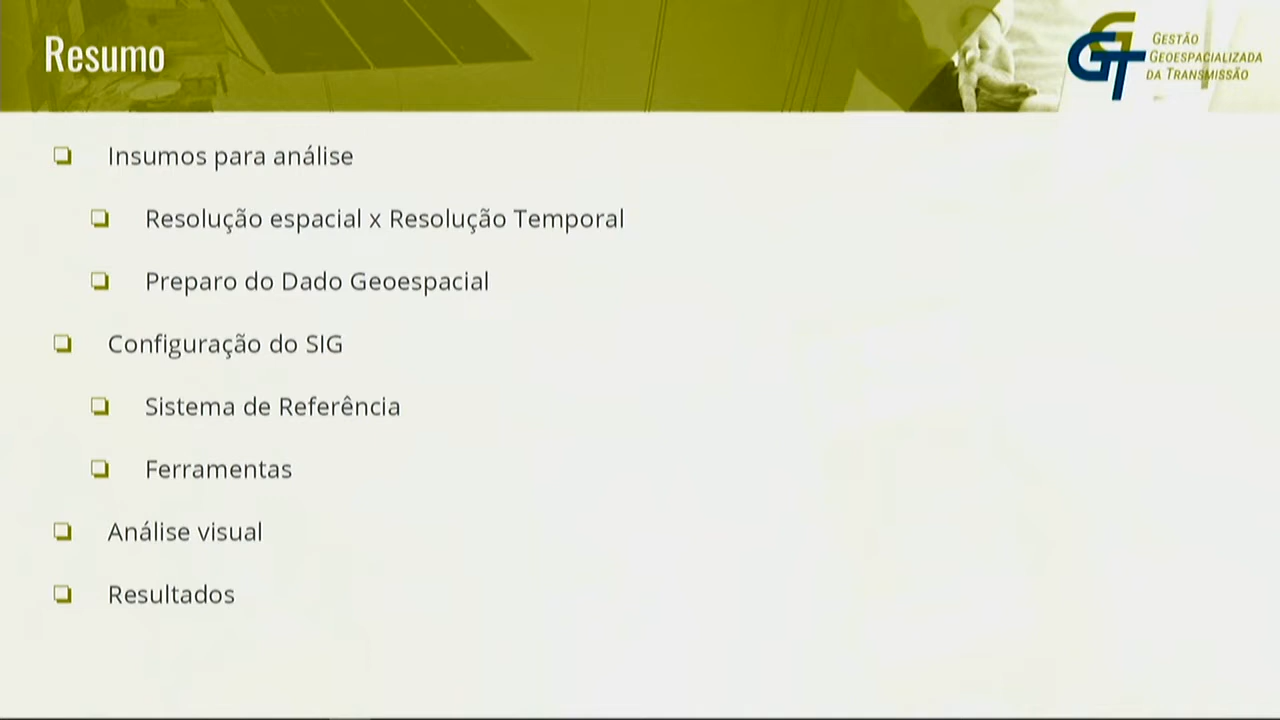 Resumo
GGT
GESTÃO
GEOESPACIALIZADA
DA TRANSMISSÃO
Insumos para análise
Resolução espacial x Resolução Temporal
Preparo do Dado Geoespacial
Configuração do SIG
Sistema de Referência
Ferramentas
Análise visual
Resultados